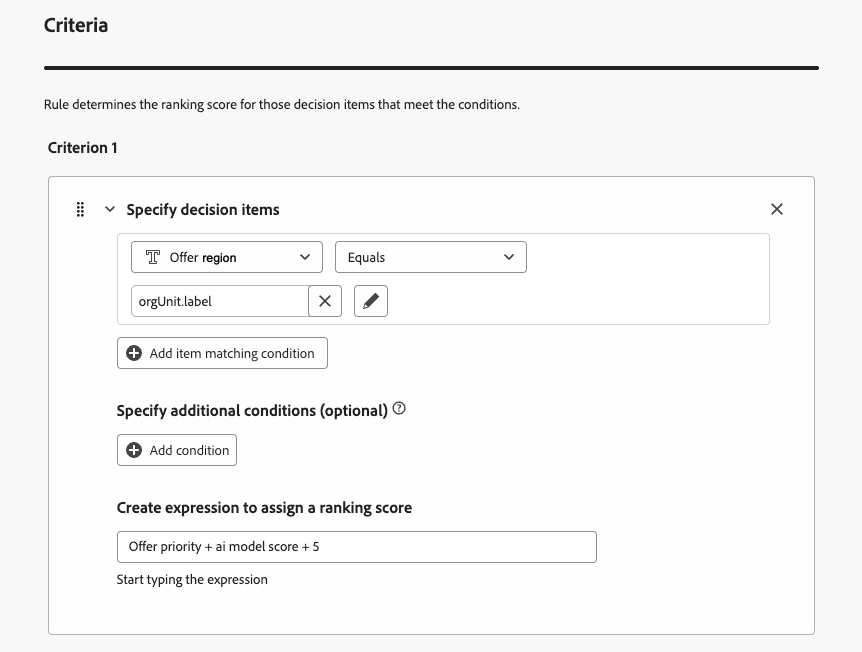 Criteria
Rule determines the ranking score for those decision items that meet the conditions.
Criterion 1
Specify decision items
Offer region
Equals
orgUnit.label
Add item matching condition
Specify additional conditions (optional)
Add condition
Create expression to assign a ranking score
Offer priority + ai model score + 5
Start typing the expression